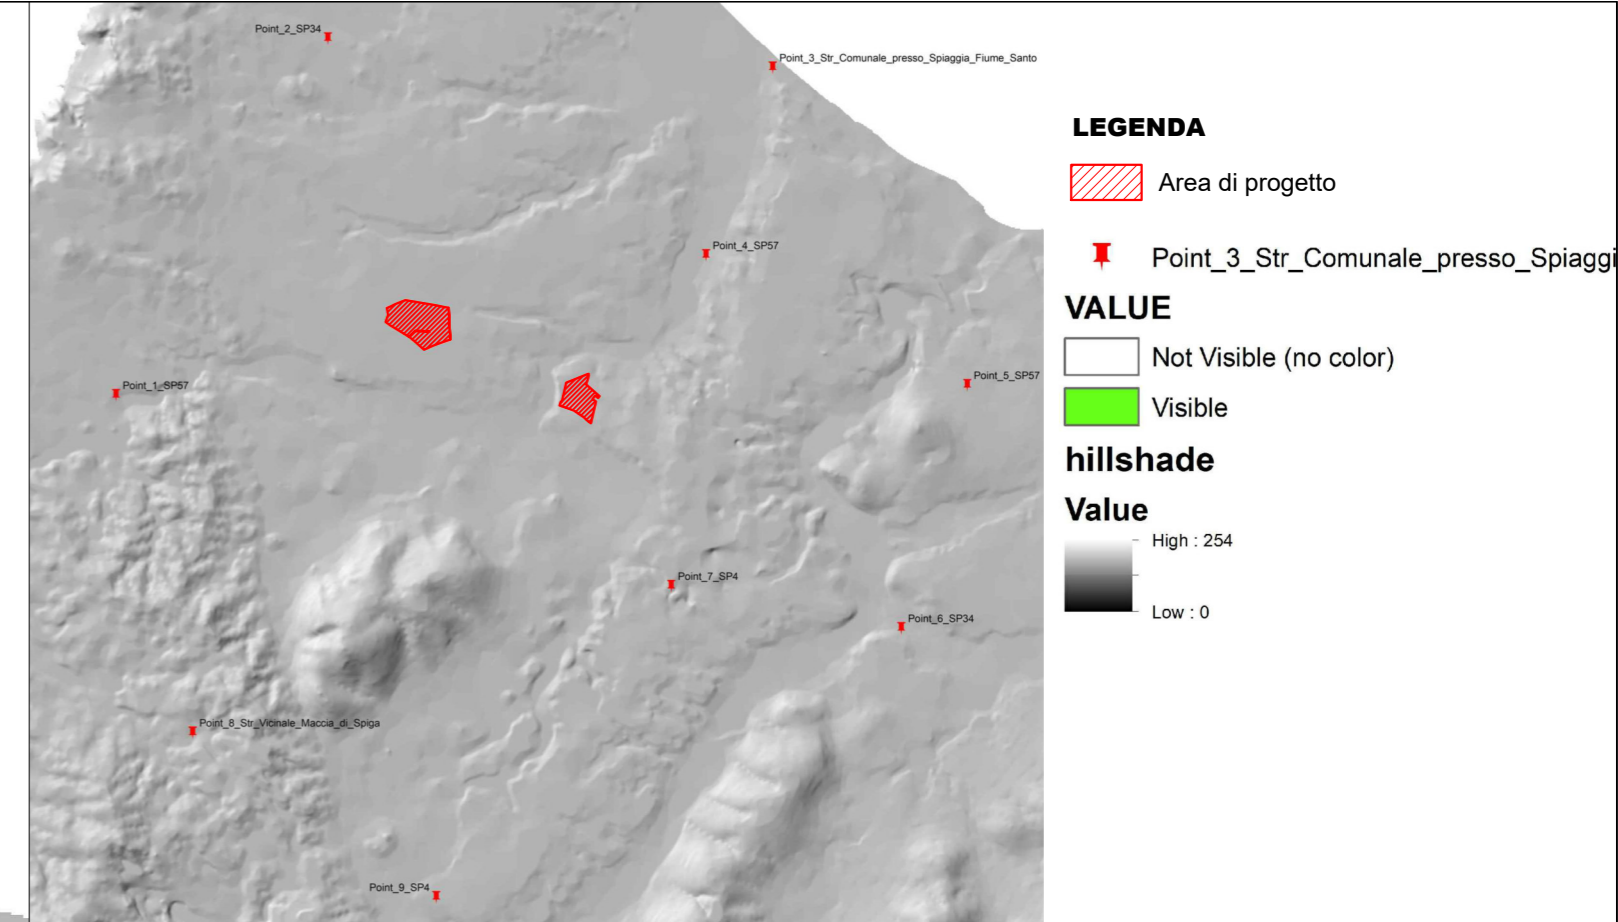 Point_2_SP34
Point_3_Str_Comunale_presso_Spiaggia_Fiume_Santo
Point_4_SP57
Point_1_SP57
Point_5_SP57
Point_7_SP4
Point_6_SP34
Point_8_Str_Vicinale_Maccia_di_Spiga
Point_9_SP4
LEGENDA
Area di progetto
Point_3_Str_Comunale_presso_Spiaggi
VALUE
Not Visible (no color)
Visible
hillshade
Value
High : 254
Low : 0